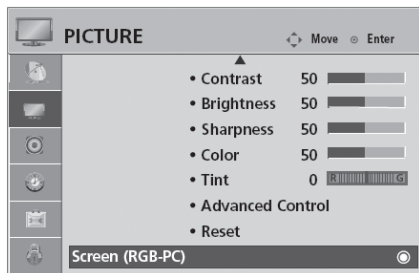 PICTURE Move Enter
• Contrast 50
• Brightness 50
• Sharpness 50
• Color 50
• Tint 0 R G
• Advanced Control
• Reset
Screen (RGB-PC)